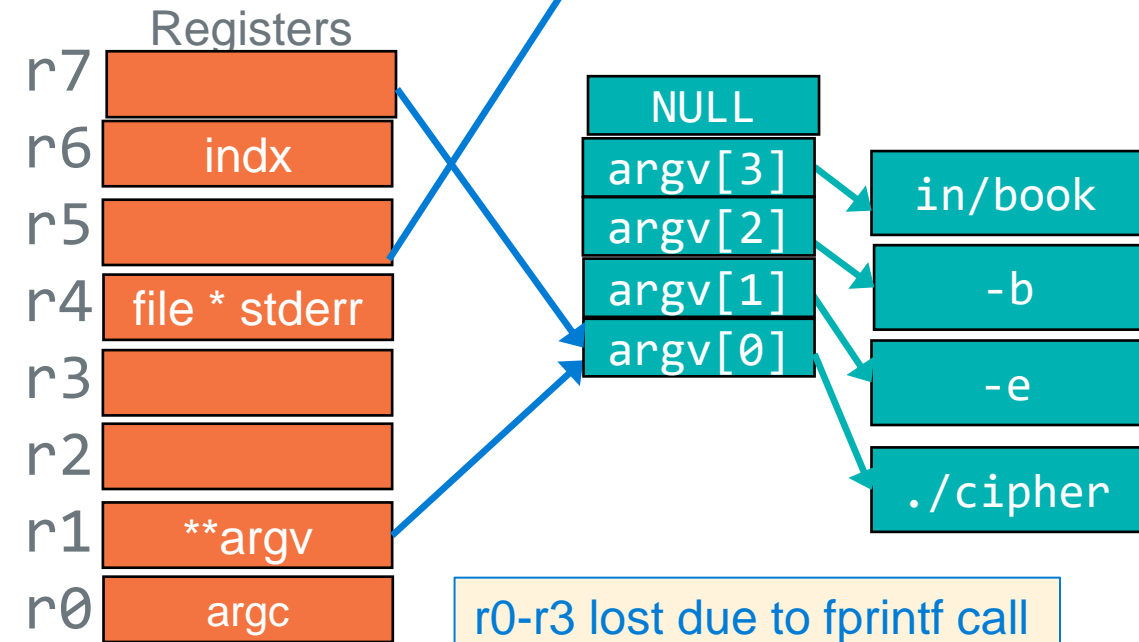 Registers
r7
r6 indx
r5
r4 file * stderr
r3
r2
r1 **argv
r0 argc
NULL
argv[3]
argv[2]
argv[1]
argv[0]
in/book
-b
-e
./cipher
r0-r3 lost due to fprintf call